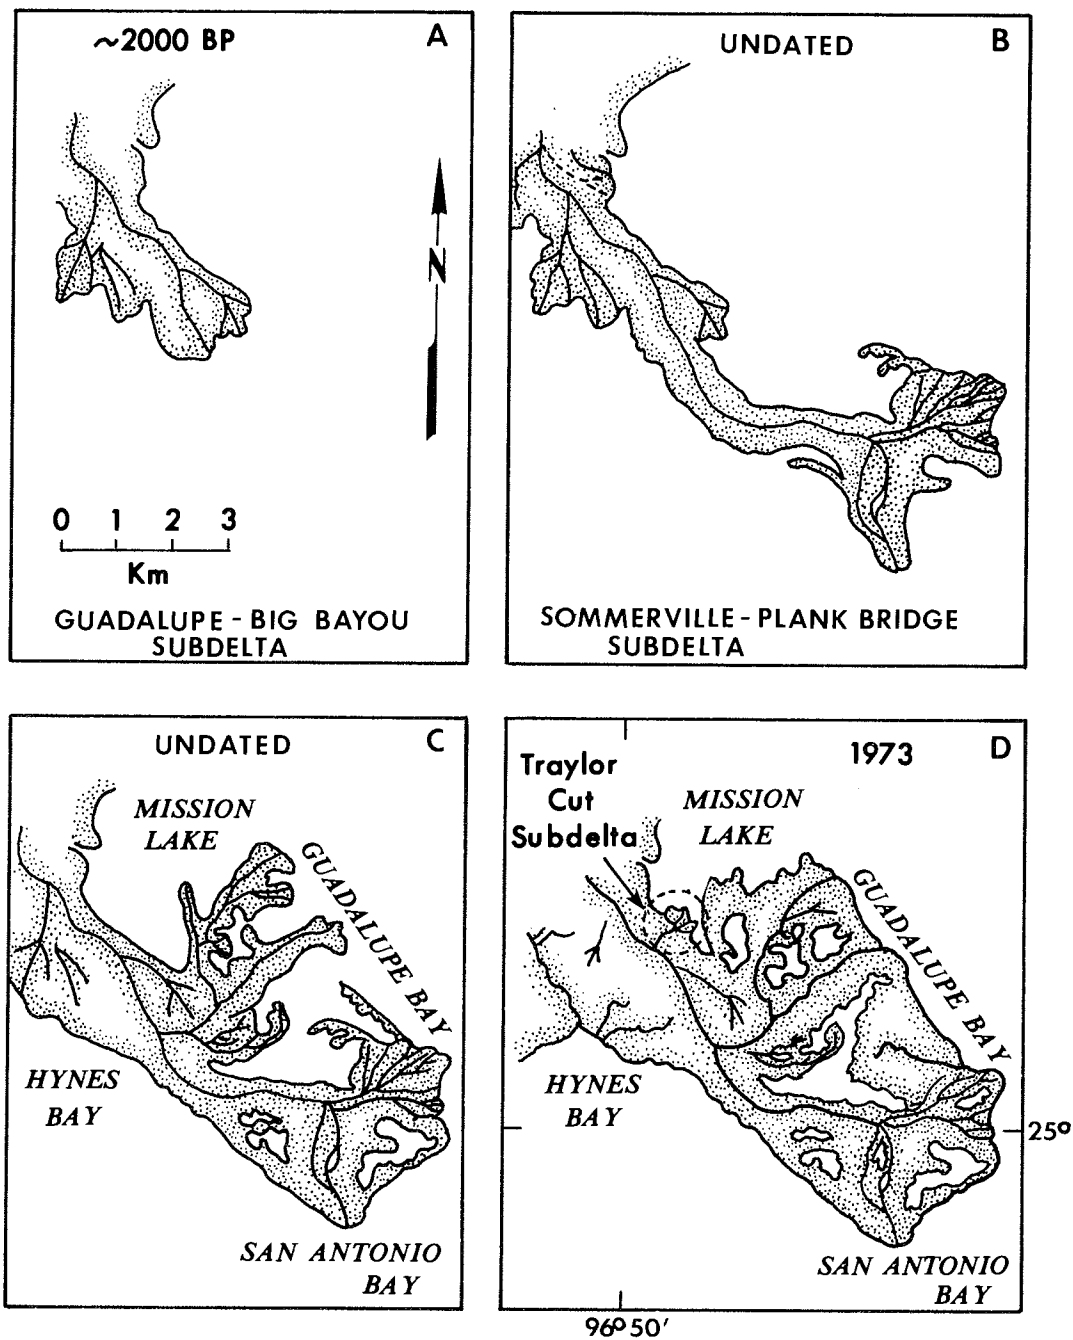 ~2000 BP
A
N
0 1 2 3
Km
GUADALUPE - BIG BAYOU
SUBDELTA
UNDATED
B
SOMMERVILLE - PLANK BRIDGE
SUBDELTA
UNDATED
C
MISSION
LAKE
GUADALUPE BAY
HYNES
BAY
SAN ANTONIO
BAY
1973
D
Traylor
Cut
Subdelta
MISSION
LAKE
GUADALUPE BAY
HYNES
BAY
25°
SAN ANTONIO
BAY
96° 50'